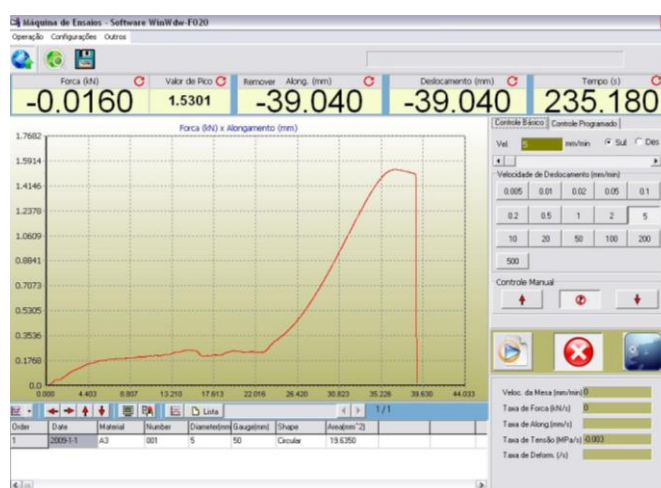 Máquina de Ensaios - Software WinWdw-F020
Operação Configurações Outros
Forca (kN) Valor de Pico Remover Along. (mm) Deslocamento (mm) Tempo (s)
-0.0160 1.5301 -39.040 -39.040 235.180
Forca (kN) x Alongamento (mm)
1.7682
1.5914
1.4146
1.2378
1.0609
0.8841
0.7073
0.5305
0.3536
0.1768
0.0
0.000 4.403 8.807 13.210 17.613 22.016 26.420 30.823 35.226 39.630 44.033
Controle Básico Controle Programado
Vel. 5 mm/min Sul Des
Velocidade de Deslocamento (mm/min)
0.005 0.01 0.02 0.05 0.1
0.2 0.5 1 2 5
10 20 50 100 200
500
Controle Manual
Lista 1/1
Order Date Material Number Diameter(mm Gauge(mm) Shape Area(mm^2)
1 2009-1-1 A3 001 5 50 Circular 19.6350
Veloc. da Mesa (mm/min) 0
Taxa de Forca (kN/s) 0
Taxa de Along.(mm/s)
Taxa de Tensão (MPa/s) -0.003
Taxa de Deform. (/s)